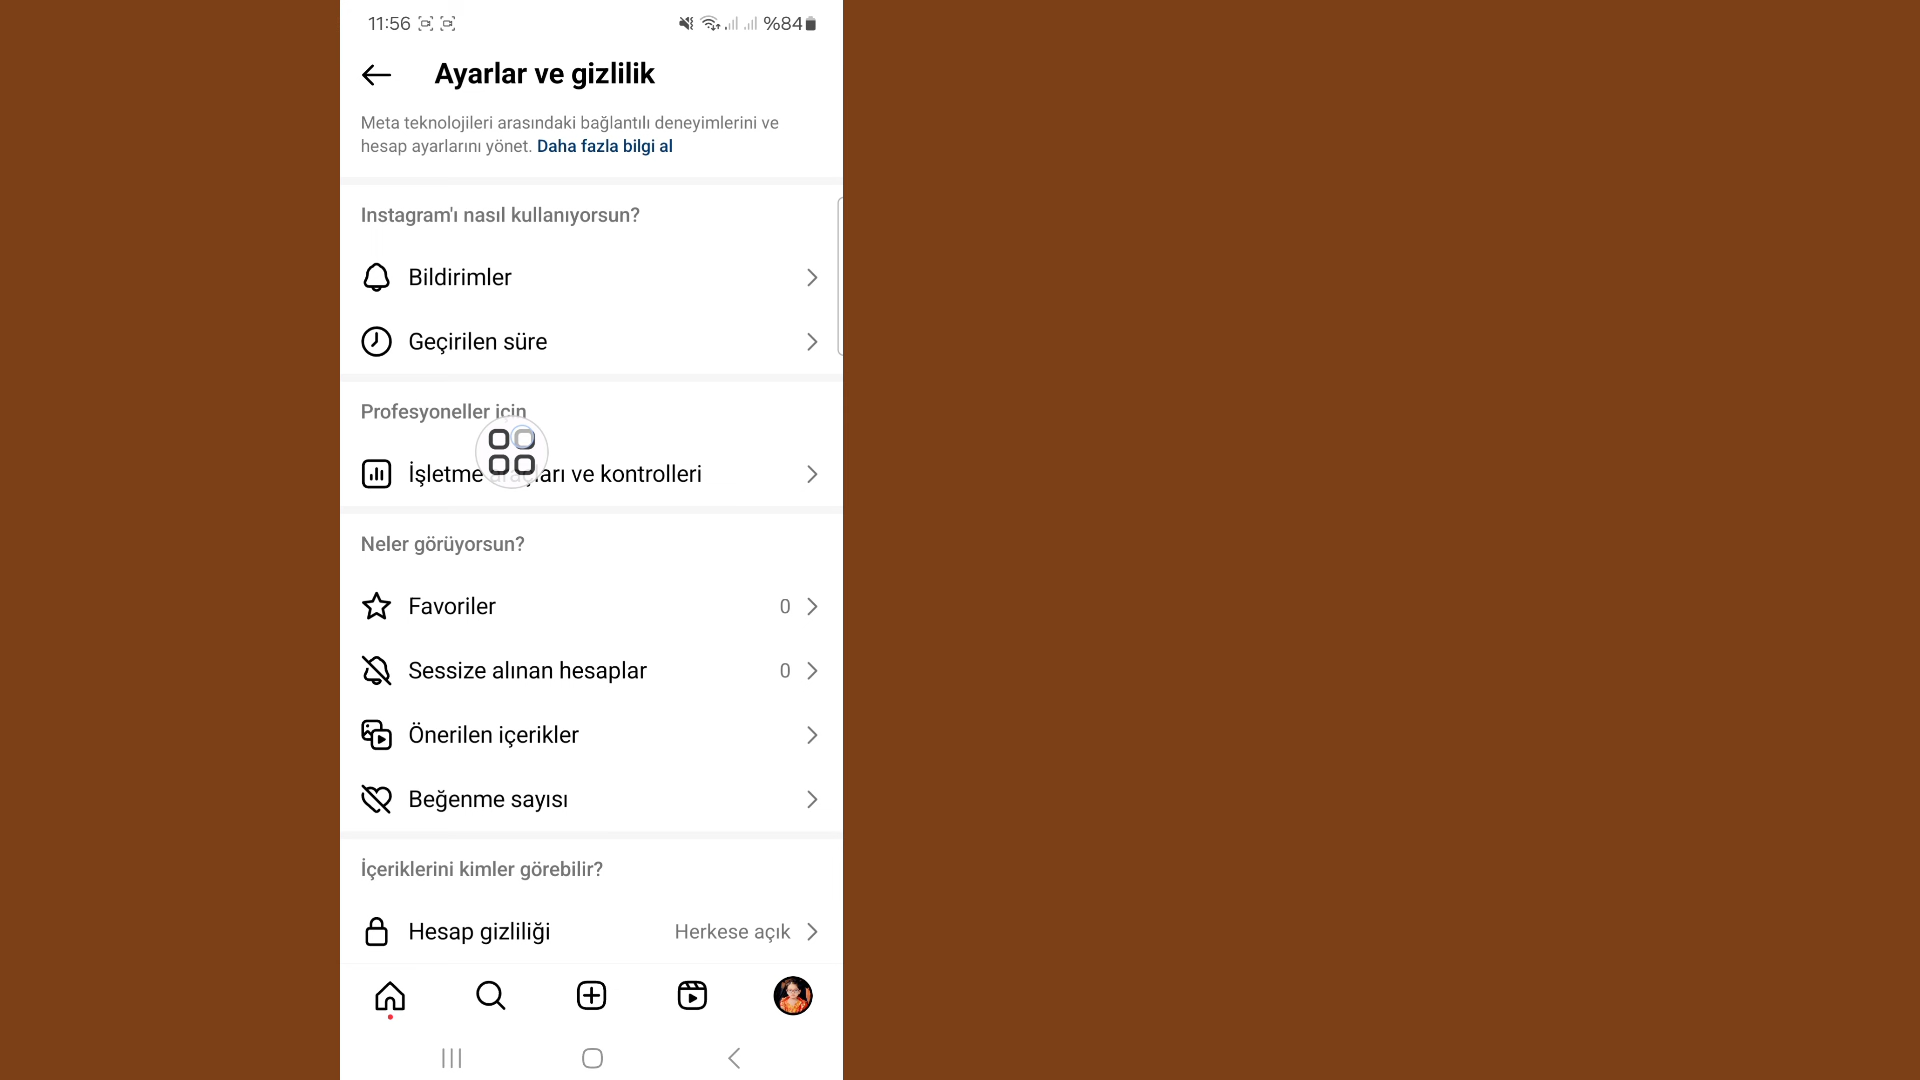 11:56
%84
Ayarlar ve gizlilik
Meta teknolojileri arasındaki bağlantılı deneyimlerini ve
hesap ayarlarını yönet. Daha fazla bilgi al
Instagram'ı nasıl kullanıyorsun?
Bildirimler
Geçirilen süre
Profesyoneller için
İşletme araçları ve kontrolleri
Neler görüyorsun?
Favoriler 0
Sessize alınan hesaplar 0
Önerilen içerikler
Beğenme sayısı
İçeriklerini kimler görebilir?
Hesap gizliliği Herkese açık